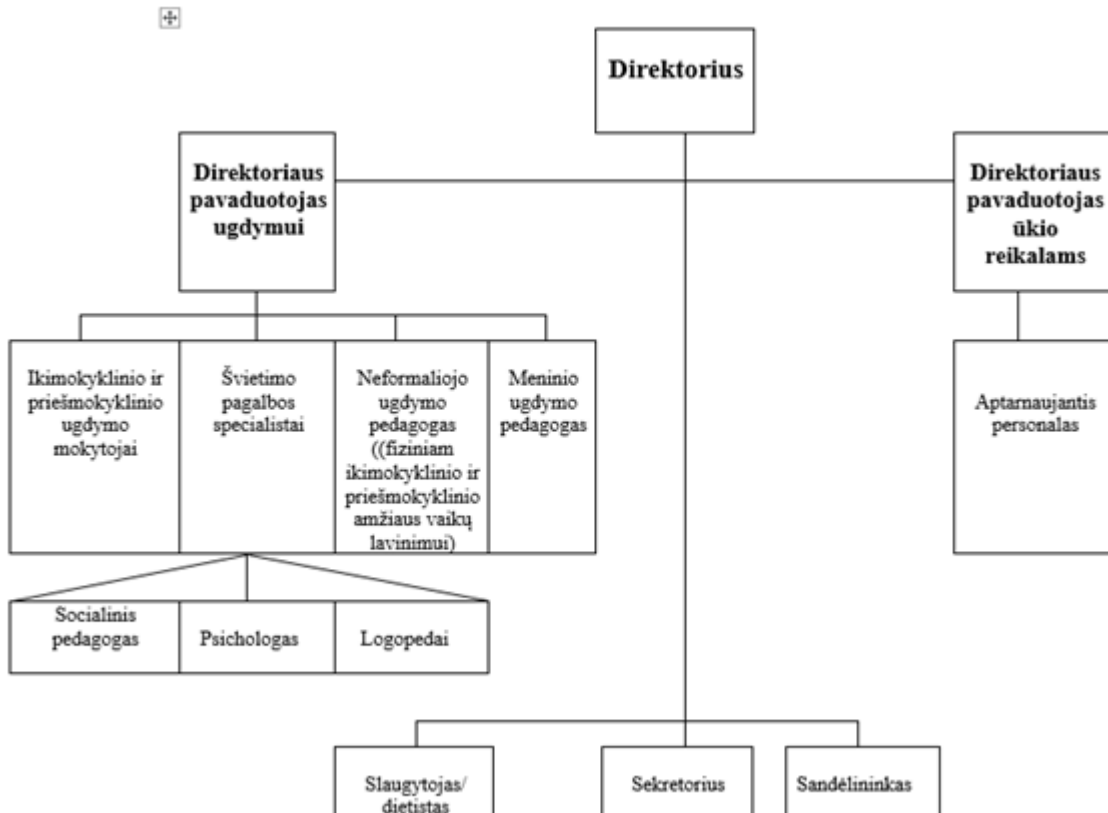 Direktorius
Direktoriaus
pavaduotojas
ugdymui
Direktoriaus
pavaduotojas
ūkio
reikalams
Ikimokyklinio ir
priešmokyklinio
ugdymo
mokytojai
Švietimo
pagalbos
specialistai
Neformaliojo
ugdymo
pedagogas
((fiziniam
ikimokyklinio ir
priešmokyklinio
amžiaus vaikų
lavinimui)
Meninio
ugdymo
pedagogas
Aptarnaujantis
personalas
Socialinis
pedagogas
Psichologas
Logopedai
Slaugytojas/
dietistas
Sekretorius
Sandėlininkas